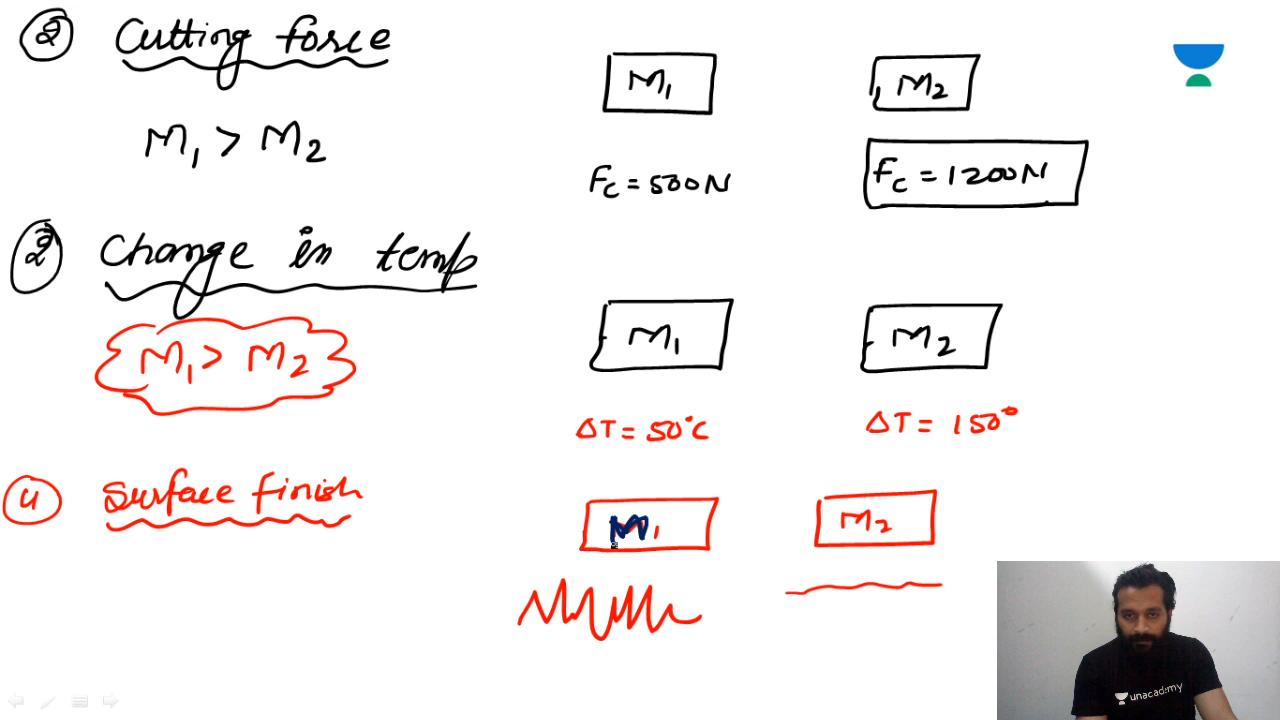 ② Cutting force
M₁ M₂
M₁ > M₂
Fc = 500N Fc = 1200N
② Change in temp
M₁ > M₂
M₁ M₂
ΔT = 50°C ΔT = 150°
④ Surface finish
M₁ M₂
unacademy